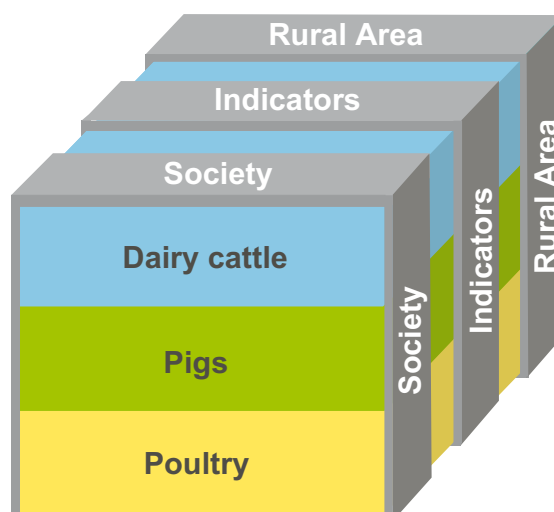 Rural Area
Indicators
Society
Dairy cattle
Pigs
Poultry
Society
Indicators
Rural Area